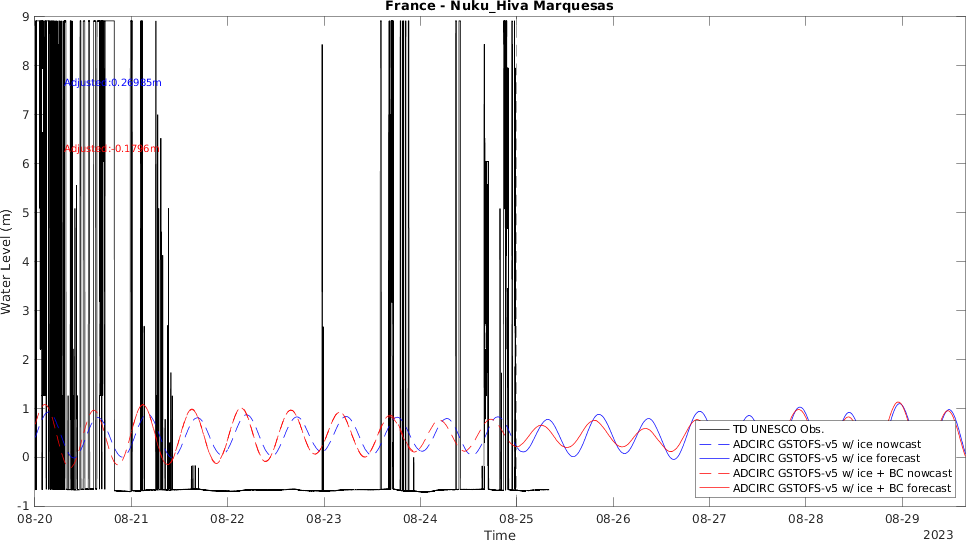 France - Nuku_Hiva Marquesas
9
8
Adjusted:0.26985m
7
Adjusted:-0.1796m
6
5
4
3
2
1
0
-1
Water Level (m)
TD UNESCO Obs.
ADCIRC GSTOFS-v5 w/ ice nowcast
ADCIRC GSTOFS-v5 w/ ice forecast
ADCIRC GSTOFS-v5 w/ ice + BC nowcast
ADCIRC GSTOFS-v5 w/ ice + BC forecast
08-20 08-21 08-22 08-23 08-24 08-25 08-26 08-27 08-28 08-29
Time
2023